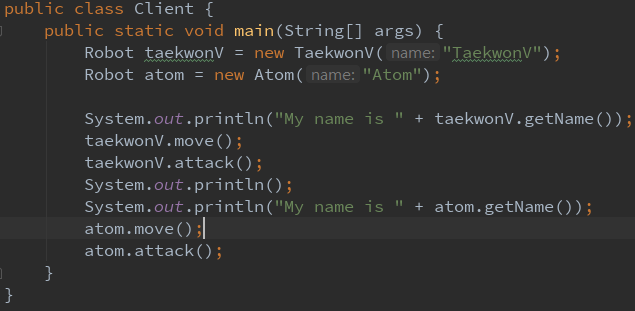 public class Client {
    public static void main(String[] args) {
        Robot taekwonV = new TaekwonV( name: "TaekwonV");
        Robot atom = new Atom( name: "Atom");

        System.out.println("My name is " + taekwonV.getName());
        taekwonV.move();
        taekwonV.attack();
        System.out.println();
        System.out.println("My name is " + atom.getName());
        atom.move();
        atom.attack();
    }
}